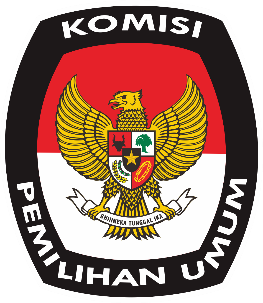 KOMISI
BHINNEKA TUNGGAL IKA
PEMILIHAN UMUM